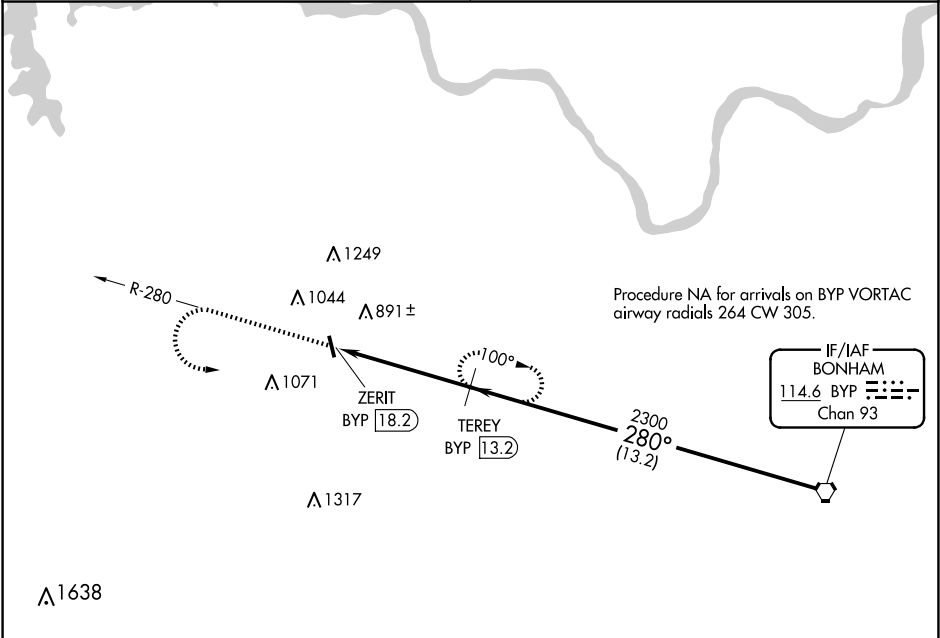 1249
R-280
1044
891±
Procedure NA for arrivals on BYP VORTAC
airway radials 264 CW 305.
1071
ZERIT
BYP 18.2
100°
TEREY
BYP 13.2
2300
280°
(13.2)
IF/IAF
BONHAM
114.6 BYP
Chan 93
1317
1638